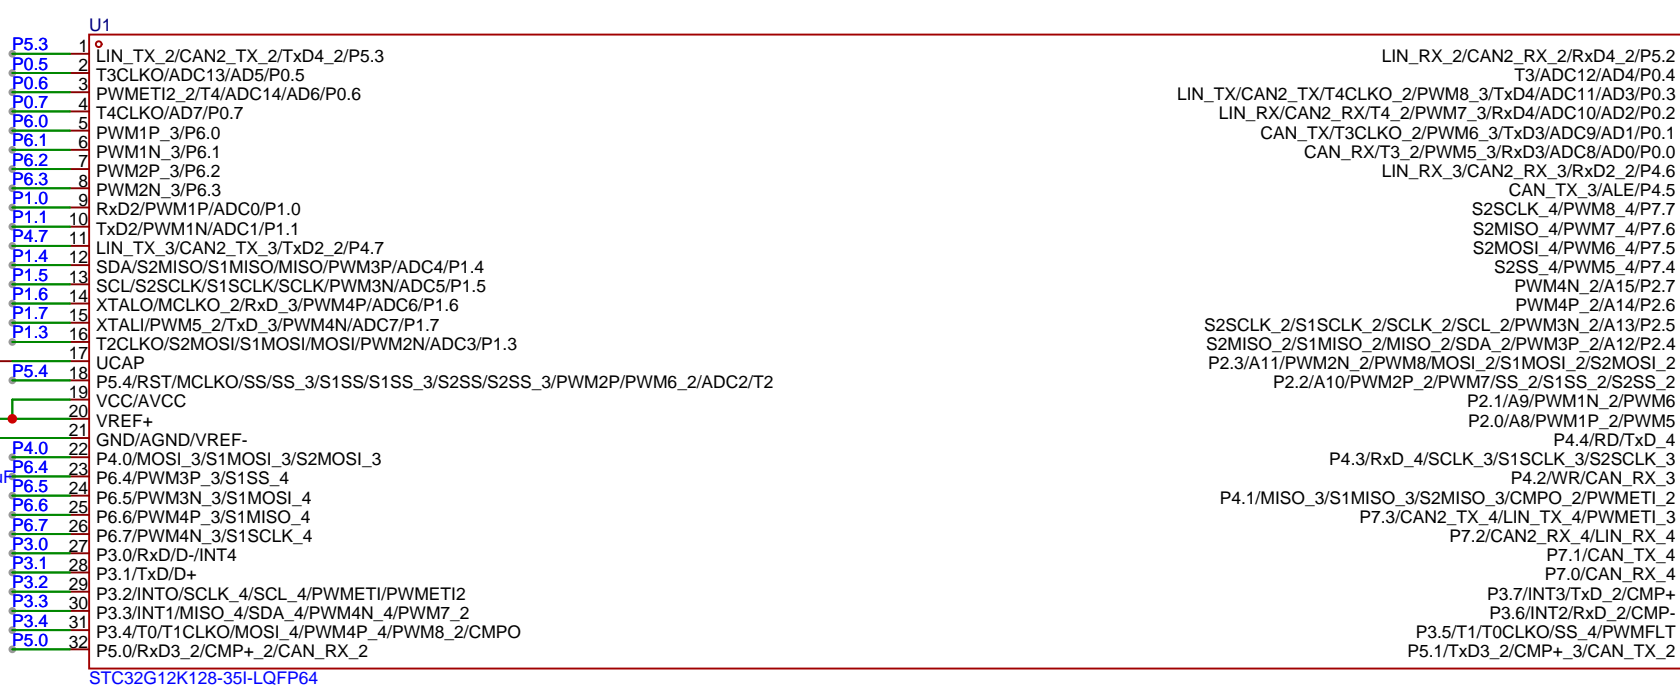 U1
P5.3 1 LIN_TX_2/CAN2_TX_2/TxD4_2/P5.3 LIN_RX_2/CAN2_RX_2/RxD4_2/P5.2
P0.5 2 T3CLKO/ADC13/AD5/P0.5 T3/ADC12/AD4/P0.4
P0.6 3 PWMETI2_2/T4/ADC14/AD6/P0.6 LIN_TX/CAN2_TX/T4CLKO_2/PWM8_3/TxD4/ADC11/AD3/P0.3
P0.7 4 T4CLKO/AD7/P0.7 LIN_RX/CAN2_RX/T4_2/PWM7_3/RxD4/ADC10/AD2/P0.2
P6.0 5 PWM1P_3/P6.0 CAN_TX/T3CLKO_2/PWM6_3/TxD3/ADC9/AD1/P0.1
P6.1 6 PWM1N_3/P6.1 CAN_RX/T3_2/PWM5_3/RxD3/ADC8/AD0/P0.0
P6.2 7 PWM2P_3/P6.2 LIN_RX_3/CAN2_RX_3/RxD2_2/P4.6
P6.3 8 PWM2N_3/P6.3 CAN_TX_3/ALE/P4.5
P1.0 9 RxD2/PWM1P/ADC0/P1.0 S2SCLK_4/PWM8_4/P7.7
P1.1 10 TxD2/PWM1N/ADC1/P1.1 S2MISO_4/PWM7_4/P7.6
P4.7 11 LIN_TX_3/CAN2_TX_3/TxD2_2/P4.7 S2MOSI_4/PWM6_4/P7.5
P1.4 12 SDA/S2MISO/S1MISO/MISO/PWM3P/ADC4/P1.4 S2SS_4/PWM5_4/P7.4
P1.5 13 SCL/S2SCLK/S1SCLK/SCLK/PWM3N/ADC5/P1.5 PWM4N_2/A15/P2.7
P1.6 14 XTALO/MCLKO_2/RxD_3/PWM4P/ADC6/P1.6 PWM4P_2/A14/P2.6
P1.7 15 XTALI/PWM5_2/TxD_3/PWM4N/ADC7/P1.7 S2SCLK_2/S1SCLK_2/SCLK_2/SCL_2/PWM3N_2/A13/P2.5
P1.3 16 T2CLKO/S2MOSI/S1MOSI/MOSI/PWM2N/ADC3/P1.3 S2MISO_2/S1MISO_2/MISO_2/SDA_2/PWM3P_2/A12/P2.4
17 UCAP P2.3/A11/PWM2N_2/PWM8/MOSI_2/S1MOSI_2/S2MOSI_2
P5.4 18 P5.4/RST/MCLKO/SS/SS_3/S1SS/S1SS_3/S2SS/S2SS_3/PWM2P/PWM6_2/ADC2/T2 P2.2/A10/PWM2P_2/PWM7/SS_2/S1SS_2/S2SS_2
19 VCC/AVCC P2.1/A9/PWM1N_2/PWM6
20 VREF+ P2.0/A8/PWM1P_2/PWM5
21 GND/AGND/VREF- P4.4/RD/TxD_4
P4.0 22 P4.0/MOSI_3/S1MOSI_3/S2MOSI_3 P4.3/RxD_4/SCLK_3/S1SCLK_3/S2SCLK_3
P6.4 23 P6.4/PWM3P_3/S1SS_4 P4.2/WR/CAN_RX_3
P6.5 24 P6.5/PWM3N_3/S1MOSI_4 P4.1/MISO_3/S1MISO_3/S2MISO_3/CMPO_2/PWMETI_2
P6.6 25 P6.6/PWM4P_3/S1MISO_4 P7.3/CAN2_TX_4/LIN_TX_4/PWMETI_3
P6.7 26 P6.7/PWM4N_3/S1SCLK_4 P7.2/CAN2_RX_4/LIN_RX_4
P3.0 27 P3.0/RxD/D-/INT4 P7.1/CAN_TX_4
P3.1 28 P3.1/TxD/D+ P7.0/CAN_RX_4
P3.2 29 P3.2/INTO/SCLK_4/SCL_4/PWMETI/PWMETI2 P3.7/INT3/TxD_2/CMP+
P3.3 30 P3.3/INT1/MISO_4/SDA_4/PWM4N_4/PWM7_2 P3.6/INT2/RxD_2/CMP-
P3.4 31 P3.4/T0/T1CLKO/MOSI_4/PWM4P_4/PWM8_2/CMPO P3.5/T1/T0CLKO/SS_4/PWMFLT
P5.0 32 P5.0/RxD3_2/CMP+_2/CAN_RX_2 P5.1/TxD3_2/CMP+_3/CAN_TX_2
STC32G12K128-35I-LQFP64